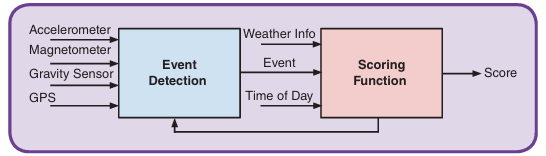 Accelerometer
Magnetometer
Gravity Sensor
GPS
Event
Detection
Weather Info
Event
Time of Day
Scoring
Function
Score